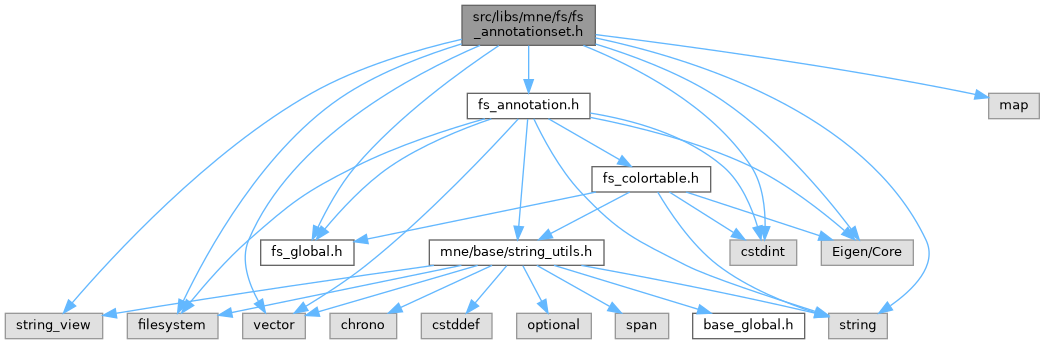 src/libs/mne/fs/fs
_annotationset.h
fs_annotation.h
map
fs_colortable.h
fs_global.h
mne/base/string_utils.h
cstdint
Eigen/Core
string_view
filesystem
vector
chrono
cstddef
optional
span
base_global.h
string